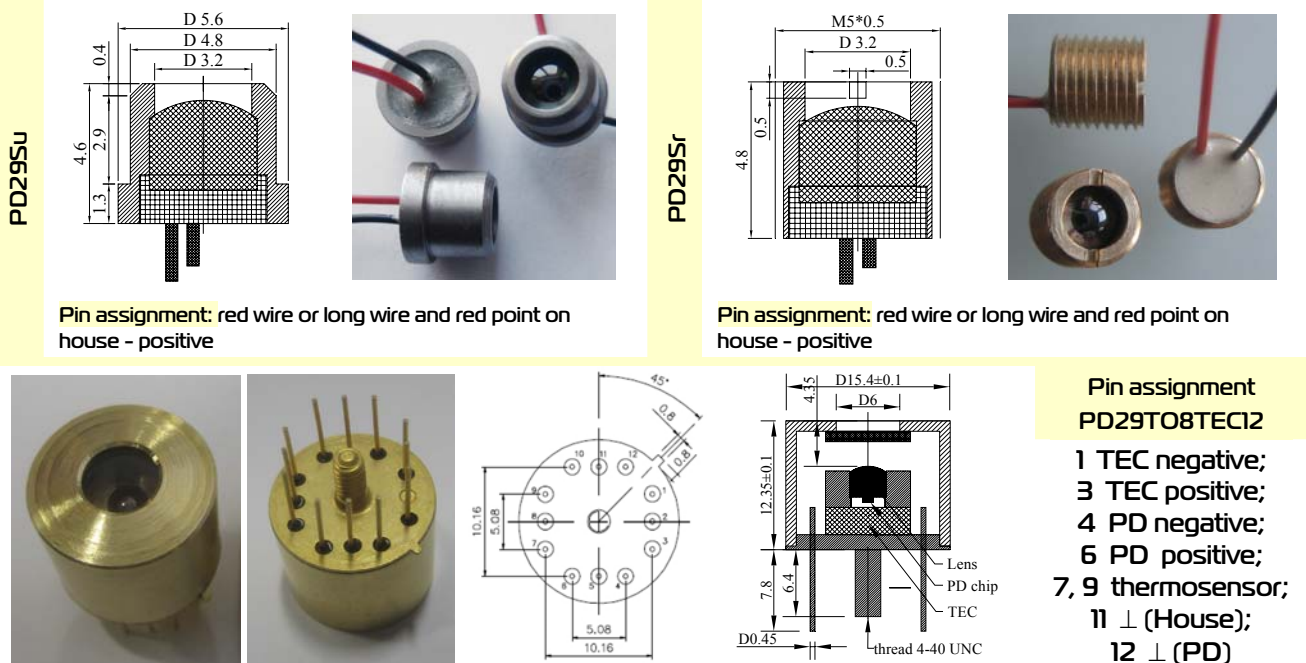 PD29Su
D 5.6
D 4.8
D 3.2
0.4
4.6
2.9
1.3
Pin assignment: red wire or long wire and red point on
house - positive
PD29Sr
M5*0.5
D 3.2
0.5
0.5
4.8
Pin assignment: red wire or long wire and red point on
house - positive
45°
0.8
0.8
10 11 12
9 1
8 2
7 3
6 5 4
10.16
5.08
5.08
10.16
4.35
D15.4±0.1
D6
12.35±0.1
7.8
6.4
Lens
PD chip
TEC
D0.45
thread 4-40 UNC
Pin assignment
PD29TO8TEC12
1 TEC negative;
3 TEC positive;
4 PD negative;
6 PD positive;
7, 9 thermosensor;
11 ⊥ (House);
12 ⊥ (PD)